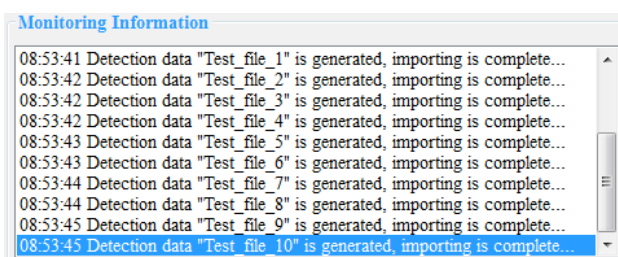 Monitoring Information
08:53:41 Detection data "Test_file_1" is generated, importing is complete...
08:53:42 Detection data "Test_file_2" is generated, importing is complete...
08:53:42 Detection data "Test_file_3" is generated, importing is complete...
08:53:42 Detection data "Test_file_4" is generated, importing is complete...
08:53:43 Detection data "Test_file_5" is generated, importing is complete...
08:53:43 Detection data "Test_file_6" is generated, importing is complete...
08:53:44 Detection data "Test_file_7" is generated, importing is complete...
08:53:44 Detection data "Test_file_8" is generated, importing is complete...
08:53:45 Detection data "Test_file_9" is generated, importing is complete...
08:53:45 Detection data "Test_file_10" is generated, importing is complete...